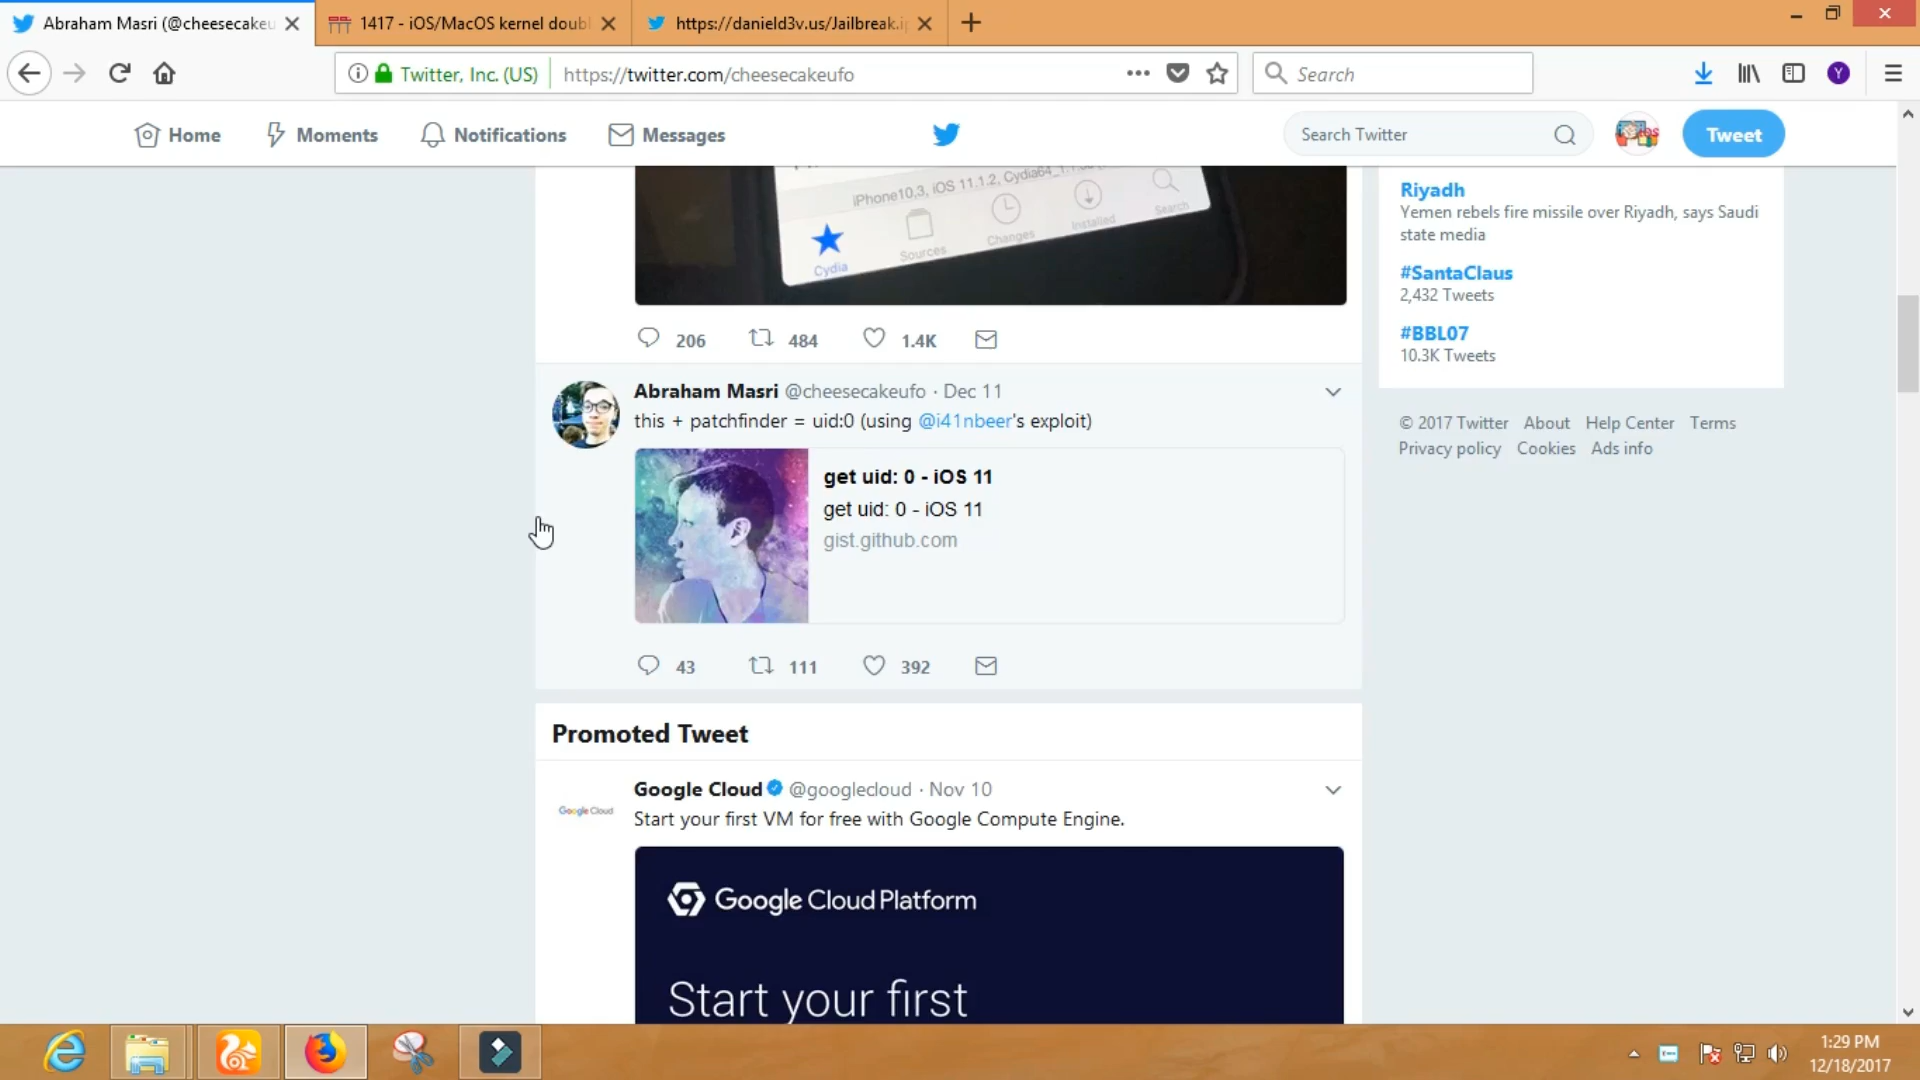 Abraham Masri (@cheesecakeu
1417 - iOS/MacOS kernel doubl
https://danield3v.us/Jailbreak.i
Twitter, Inc. (US)
https://twitter.com/cheesecakeufo
Search
Y
Home
Moments
Notifications
Messages
Search Twitter
Tweet
iPhone10,3, iOS 11.1.2, Cydia64_1.1
Cydia
Sources
Changes
Installed
Search
206
484
1.4K
Abraham Masri @cheesecakeufo · Dec 11
this + patchfinder = uid:0 (using @i41nbeer's exploit)
get uid: 0 - iOS 11
get uid: 0 - iOS 11
gist.github.com
43
111
392
Promoted Tweet
Google Cloud
Google Cloud @googlecloud · Nov 10
Start your first VM for free with Google Compute Engine.
Google Cloud Platform
Start your first
Riyadh
Yemen rebels fire missile over Riyadh, says Saudi
state media
#SantaClaus
2,432 Tweets
#BBL07
10.3K Tweets
© 2017 Twitter About Help Center Terms
Privacy policy Cookies Ads info
1:29 PM
12/18/2017